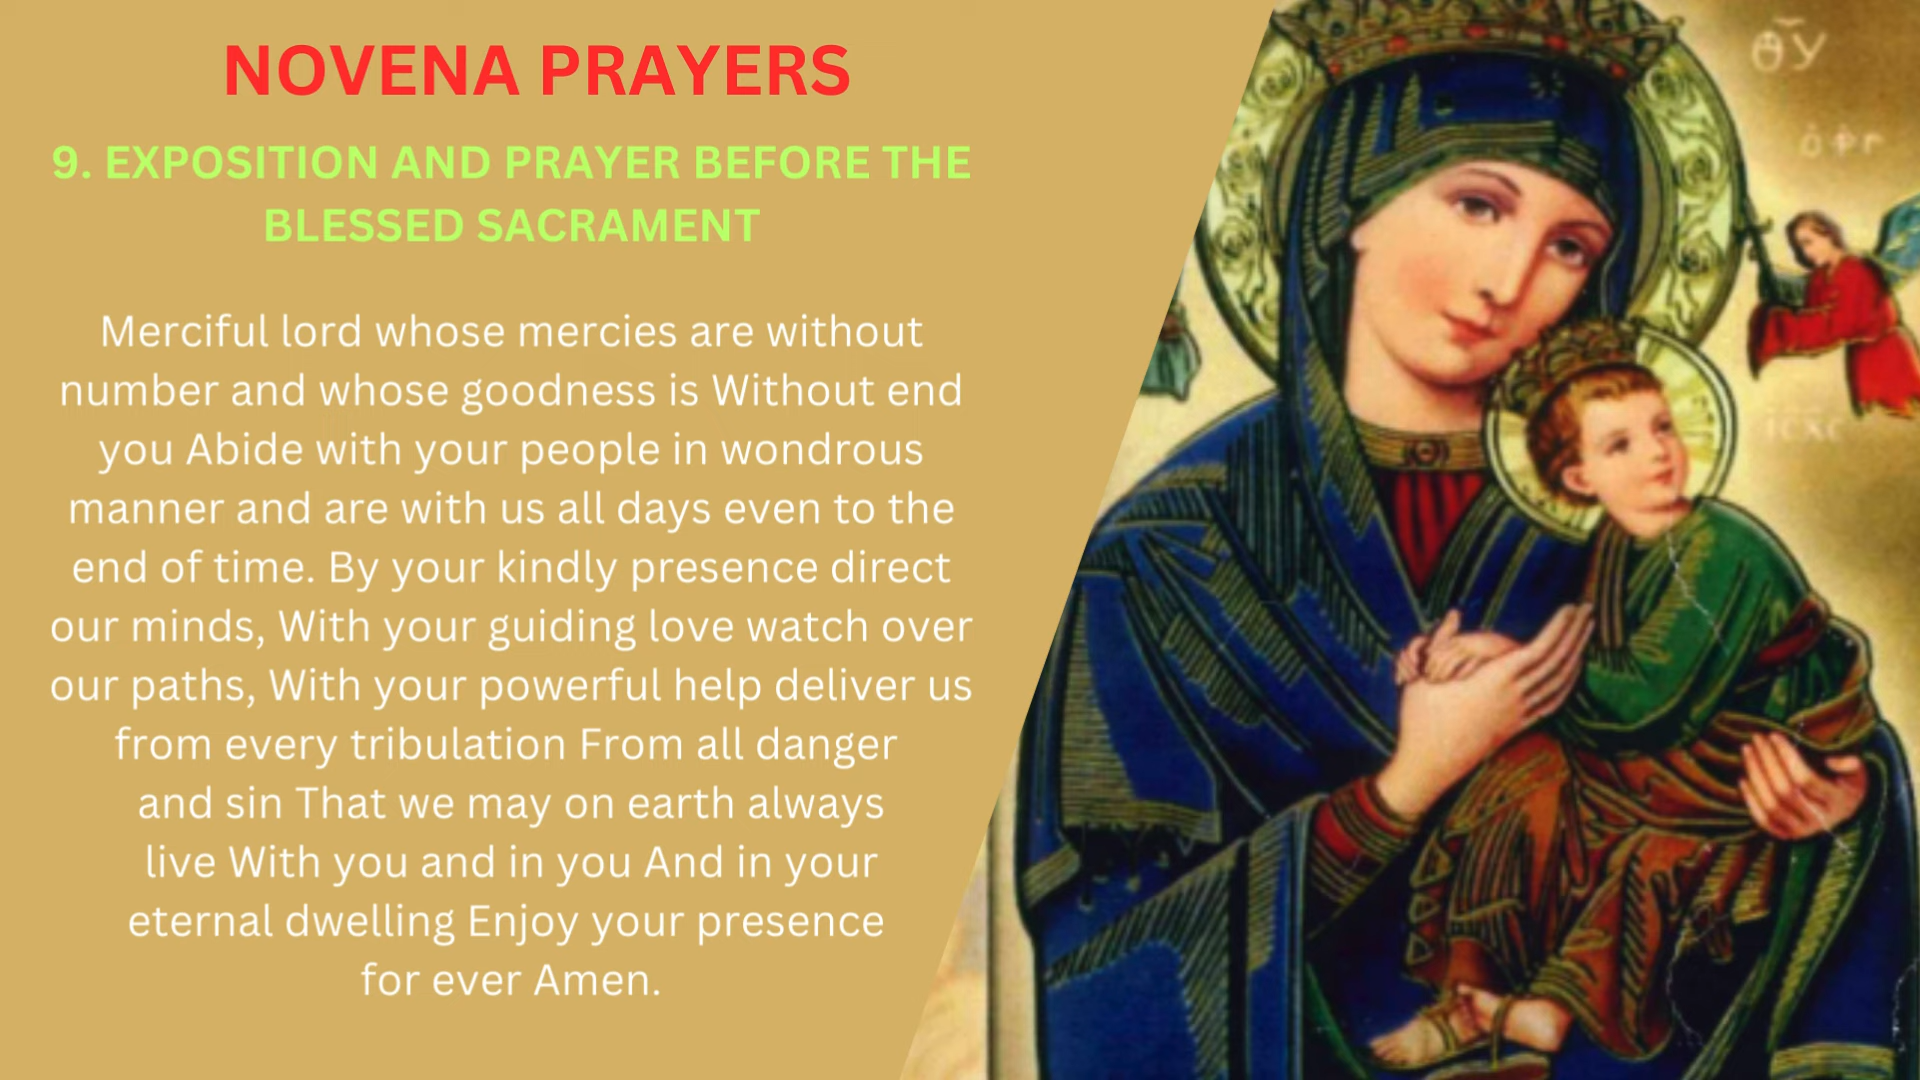 NOVENA PRAYERS
9. EXPOSITION AND PRAYER BEFORE THE
BLESSED SACRAMENT
Merciful lord whose mercies are without
number and whose goodness is Without end
you Abide with your people in wondrous
manner and are with us all days even to the
end of time. By your kindly presence direct
our minds, With your guiding love watch over
our paths, With your powerful help deliver us
from every tribulation From all danger
and sin That we may on earth always
live With you and in you And in your
eternal dwelling Enjoy your presence
for ever Amen.